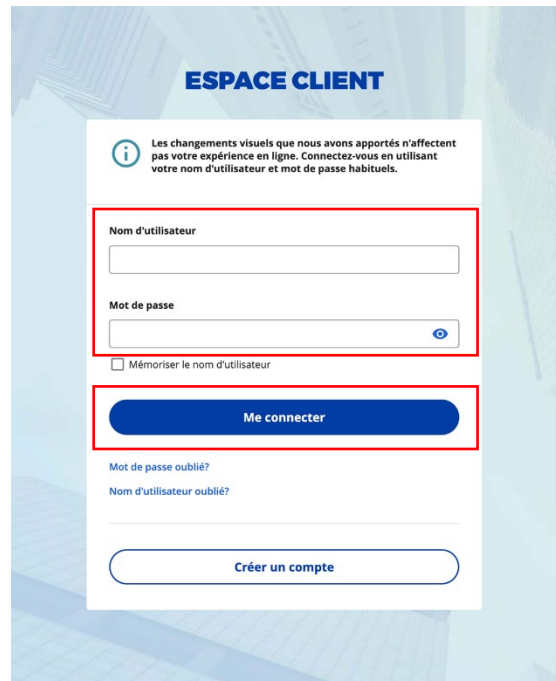 ESPACE CLIENT
Les changements visuels que nous avons apportés n'affectent
pas votre expérience en ligne. Connectez-vous en utilisant
votre nom d'utilisateur et mot de passe habituels.
Nom d'utilisateur
Mot de passe
Mémoriser le nom d'utilisateur
Me connecter
Mot de passe oublié?
Nom d'utilisateur oublié?
Créer un compte